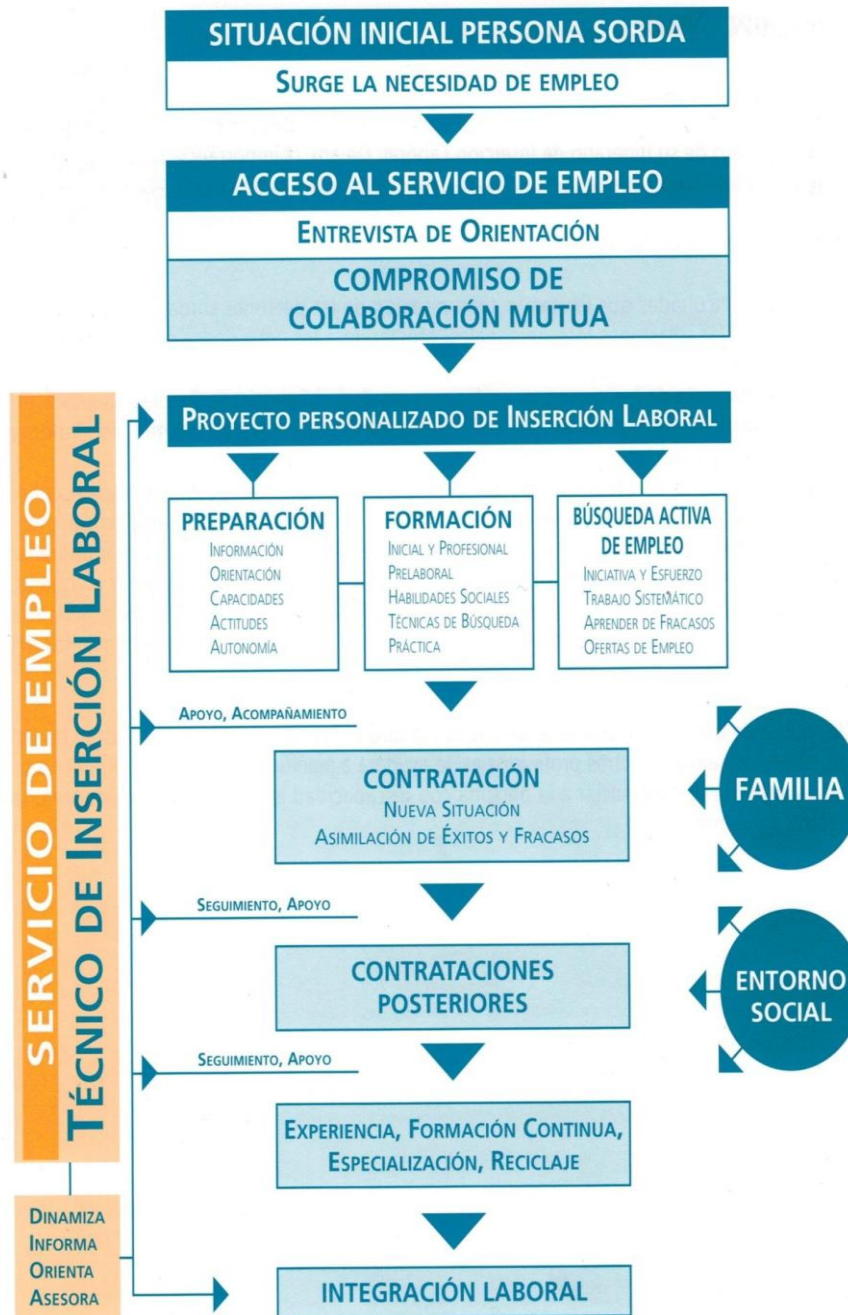 SITUACIÓN INICIAL PERSONA SORDA
SURGE LA NECESIDAD DE EMPLEO
ACCESO AL SERVICIO DE EMPLEO
ENTREVISTA DE ORIENTACIÓN
COMPROMISO DE
COLABORACIÓN MUTUA
SERVICIO DE EMPLEO
TÉCNICO DE INSERCIÓN LABORAL
PROYECTO PERSONALIZADO DE INSERCIÓN LABORAL
PREPARACIÓN
INFORMACIÓN
ORIENTACIÓN
CAPACIDADES
ACTITUDES
AUTONOMÍA
FORMACIÓN
INICIAL Y PROFESIONAL
PRELABORAL
HABILIDADES SOCIALES
TÉCNICAS DE BÚSQUEDA
PRÁCTICA
BÚSQUEDA ACTIVA
DE EMPLEO
INICIATIVA Y ESFUERZO
TRABAJO SISTEMÁTICO
APRENDER DE FRACASOS
OFERTAS DE EMPLEO
APOYO, ACOMPAÑAMIENTO
CONTRATACIÓN
NUEVA SITUACIÓN
ASIMILACIÓN DE ÉXITOS Y FRACASOS
FAMILIA
SEGUIMIENTO, APOYO
CONTRATACIONES
POSTERIORES
ENTORNO
SOCIAL
SEGUIMIENTO, APOYO
EXPERIENCIA, FORMACIÓN CONTINUA,
ESPECIALIZACIÓN, RECICLAJE
DINAMIZA
INFORMA
ORIENTA
ASESORA
INTEGRACIÓN LABORAL